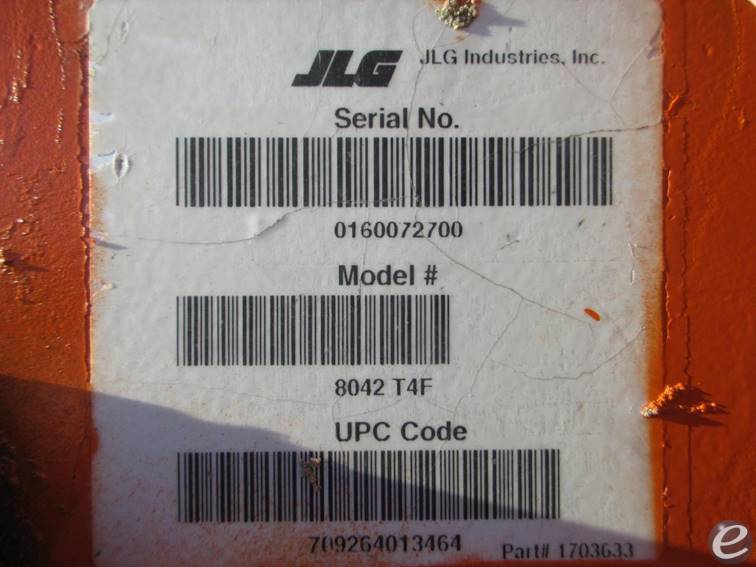 JLG JLG Industries, Inc.
Serial No.
0160072700
Model #
8042 T4F
UPC Code
709264013464
Part# 1703633
e